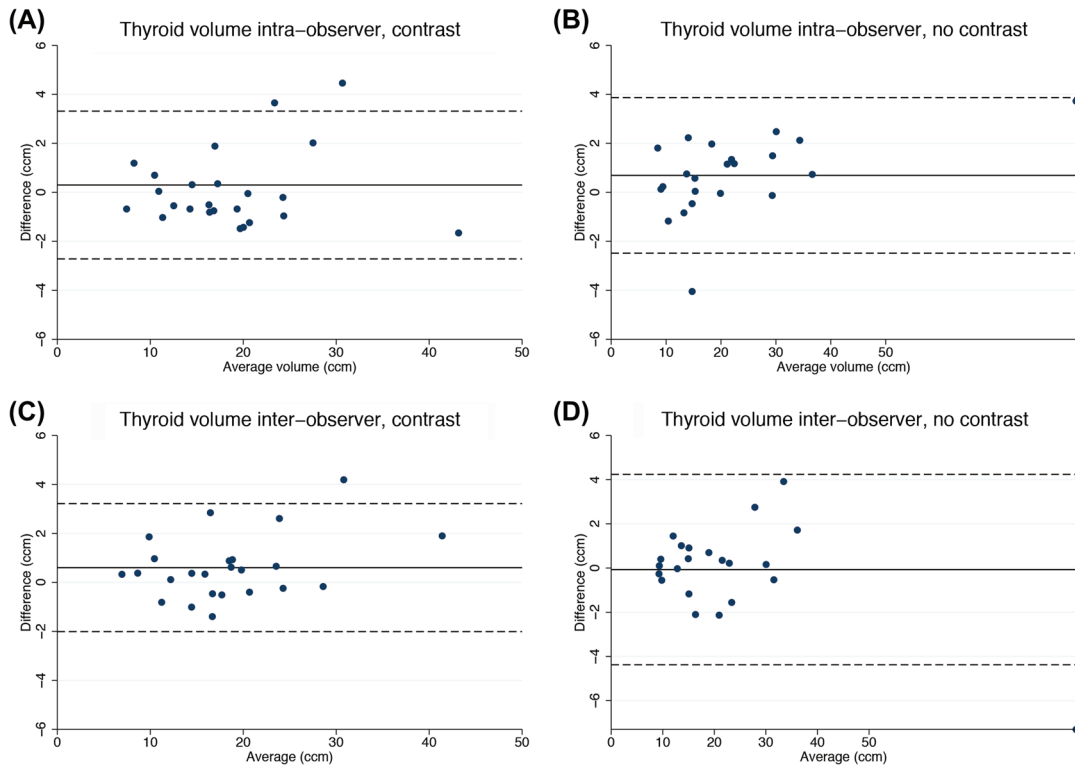 (A)
Thyroid volume intra−observer, contrast
6
4
2
0
−2
−4
−6
Difference (ccm)
0 10 20 30 40 50
Average volume (ccm)
(B)
Thyroid volume intra−observer, no contrast
6
4
2
0
−2
−4
−6
Difference (ccm)
0 10 20 30 40 50
Average volume (ccm)
(C)
Thyroid volume inter−observer, contrast
6
4
2
0
−2
−4
−6
Difference (ccm)
0 10 20 30 40 50
Average (ccm)
(D)
Thyroid volume inter−observer, no contrast
6
4
2
0
−2
−4
−6
Difference (ccm)
0 10 20 30 40 50
Average (ccm)